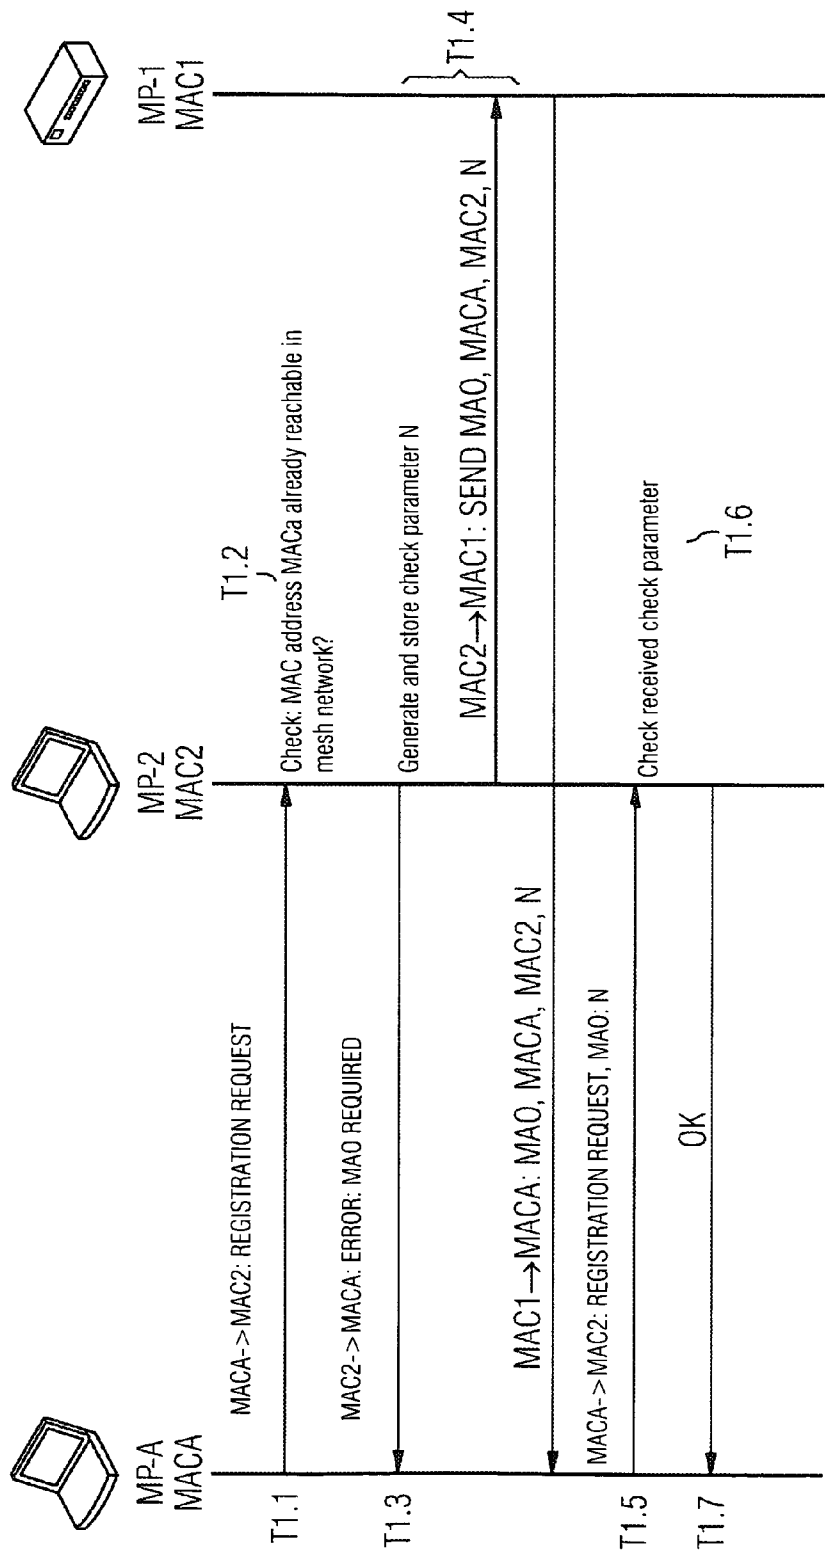 MP-A
MACA
MP-2
MAC2
MP-1
MAC1
T1.1
MACA->MAC2: REGISTRATION REQUEST
T1.2
Check: MAC address MACa already reachable in
mesh network?
T1.3
MAC2->MACA: ERROR: MAO REQUIRED
Generate and store check parameter N
T1.4
MAC2→MAC1: SEND MAO, MACA, MAC2, N
MAC1→MACA: MAO, MACA, MAC2, N
T1.5
MACA->MAC2: REGISTRATION REQUEST, MAO: N
Check received check parameter
T1.6
T1.7
OK